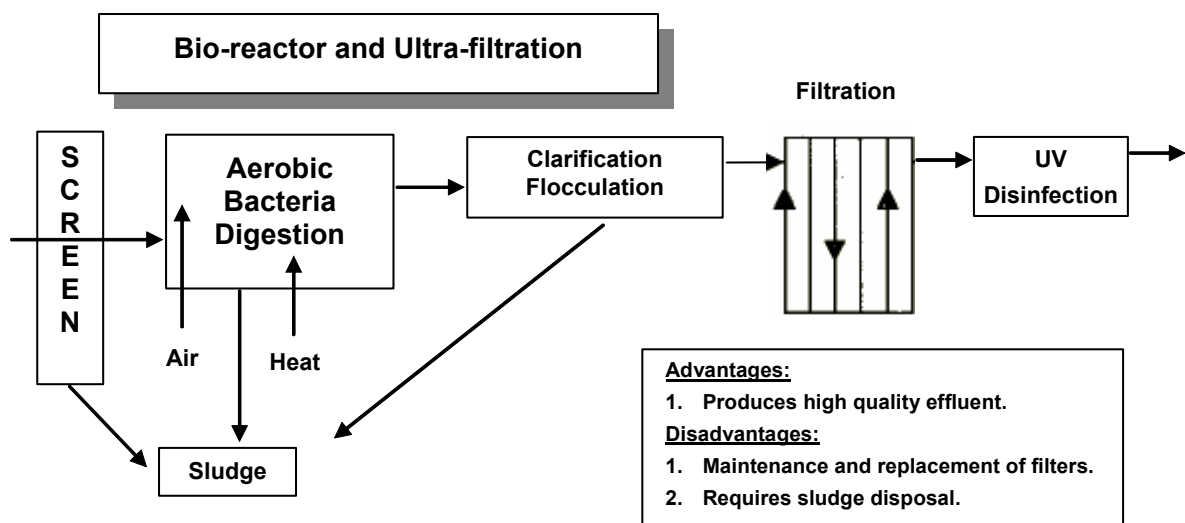 Bio-reactor and Ultra-filtration
Filtration
SCREEN
Aerobic
Bacteria
Digestion
Clarification
Flocculation
UV
Disinfection
Air
Heat
Sludge
Advantages:
1. Produces high quality effluent.
Disadvantages:
1. Maintenance and replacement of filters.
2. Requires sludge disposal.